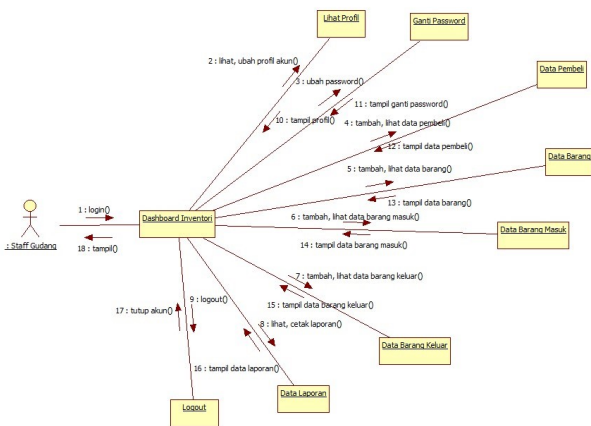 Lihat Profil
Ganti Password
2 : lihat, ubah profil akun()
Data Pembeli
3 : ubah password()
11 : tampil ganti password()
10 : tampil profil()
4 : tambah, lihat data pembeli()
12 : tampil data pembeli()
Data Barang
5 : tambah, lihat data barang()
13 : tampil data barang()
1 : login()
Dashboard Inventori
6 : tambah, lihat data barang masuk()
Data Barang Masuk
: Staff Gudang
18 : tampil()
14 : tampil data barang masuk()
7 : tambah, lihat data barang keluar()
9 : logout()
15 : tampil data barang keluar()
17 : tutup akun()
8 : lihat, cetak laporan()
Data Barang Keluar
16 : tampil data laporan()
Data Laporan
Logout